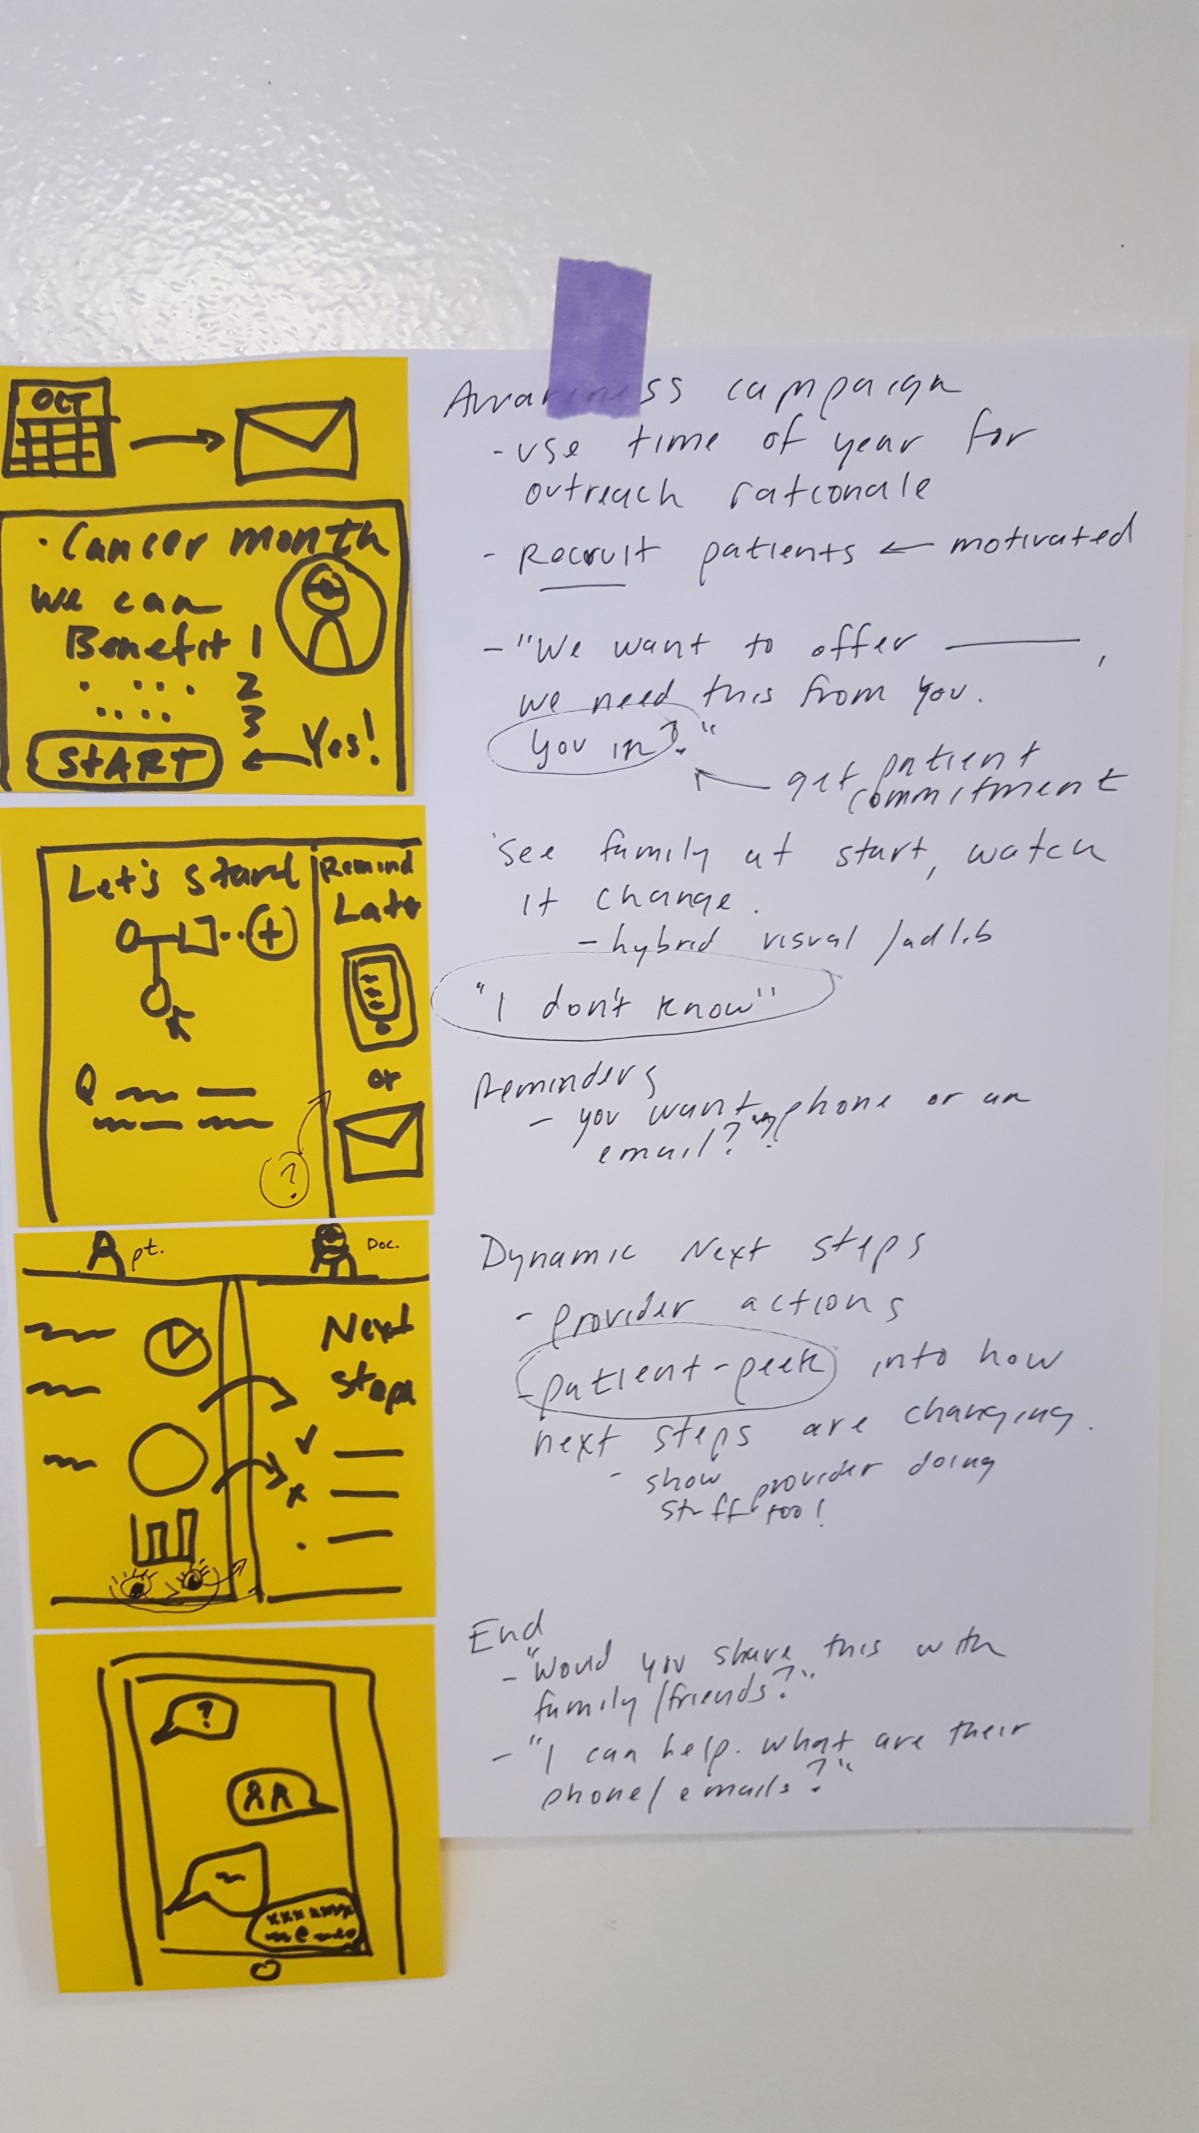 OCT
· Cancer month
we can
Benefit 1
2
3
START ← Yes!
Awareness campaign
- use time of year for
outreach rationale
- Recruit patients ← motivated
- "We want to offer ———,
we need this from you.
you in?"
← get patient
commitment
Let's start
Remind
Late
Q
or
?
See family at start, watch
it change.
- hybrid visual /adlib
"I don't know"
Reminders
- you want phone or an
email?
pt.
Doc.
Next
Steps
Dynamic Next steps
- provider actions
- patient-peek into how
next steps are changing.
- show provider doing
stuff too!
?
xxx xxxx
End
- "Would you share this with
family/friends?"
- "I can help. what are their
phone/emails?"